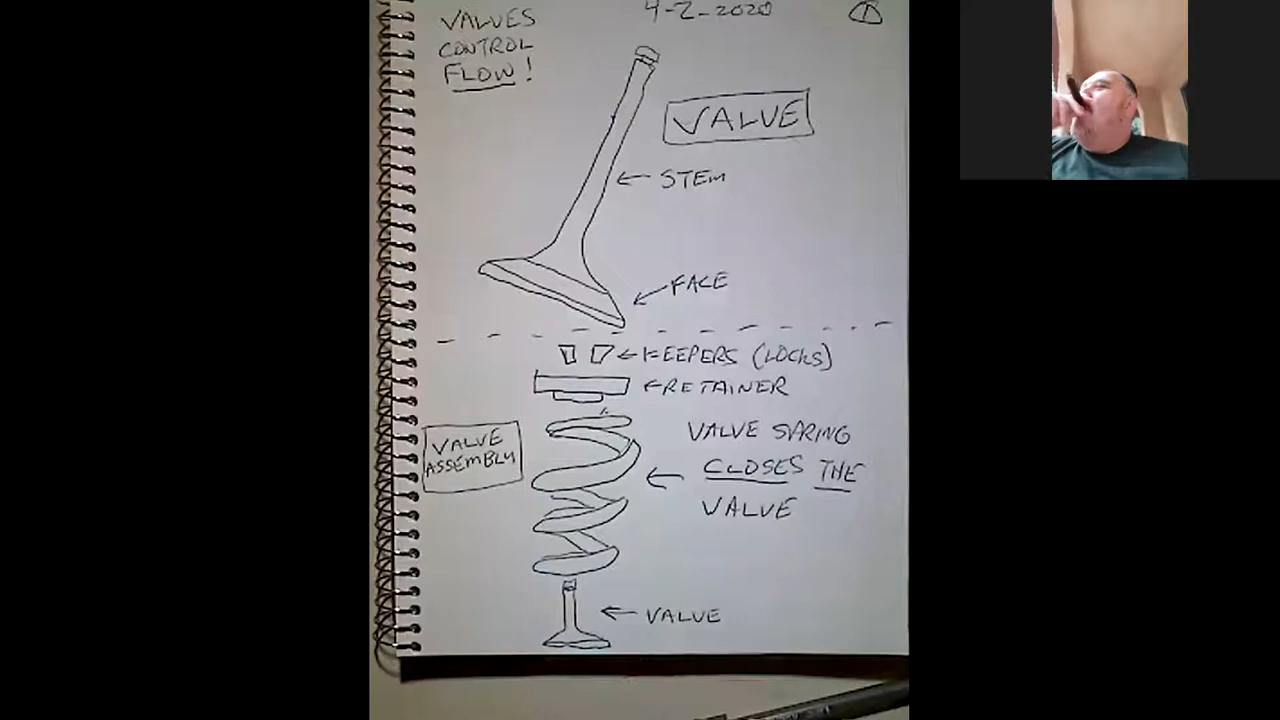 VALVES
CONTROL
FLOW!
4-2-2020
1
VALVE
← STEM
FACE
← KEEPERS (LOCKS)
← RETAINER
VALVE
ASSEMBLY
VALVE SPRING
← CLOSES THE
VALVE
← VALVE